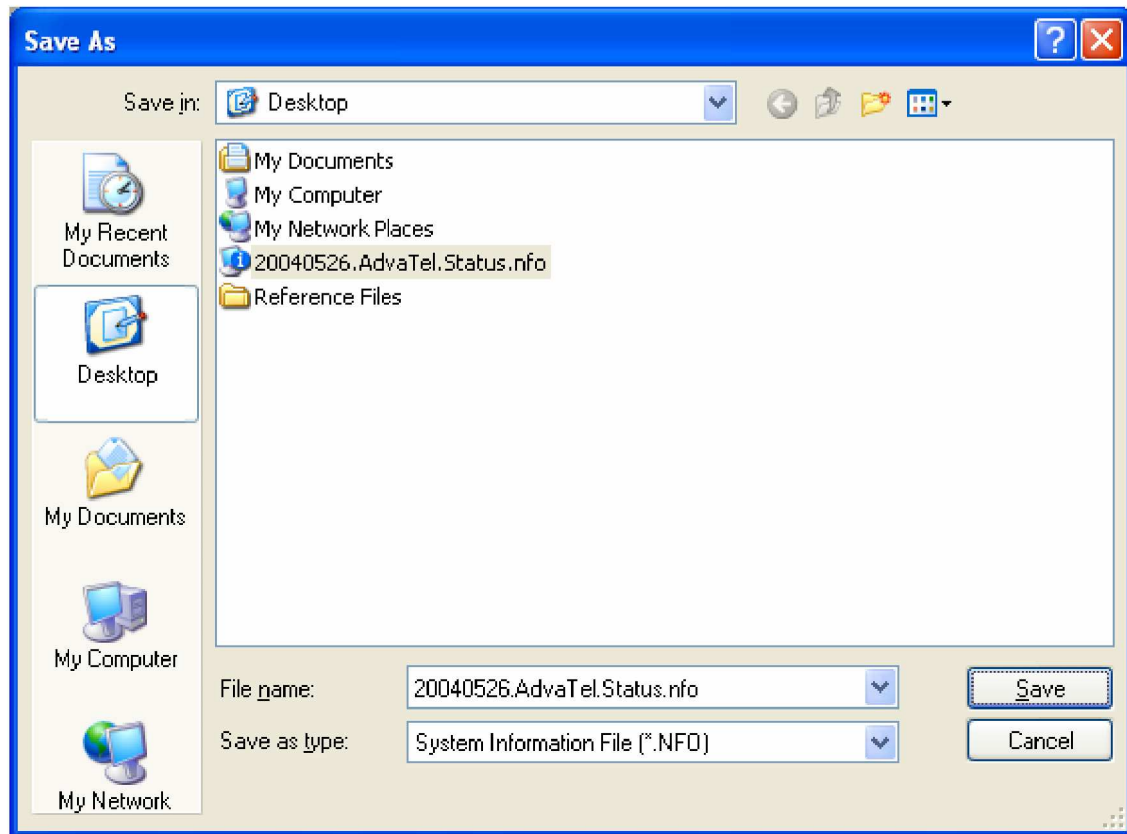 Save As
Save in:
Desktop
My Recent
Documents
Desktop
My Documents
My Computer
My Network
My Documents
My Computer
My Network Places
20040526.AdvaTel.Status.nfo
Reference Files
File name:
20040526.AdvaTel.Status.nfo
Save
Save as type:
System Information File (*.NFO)
Cancel